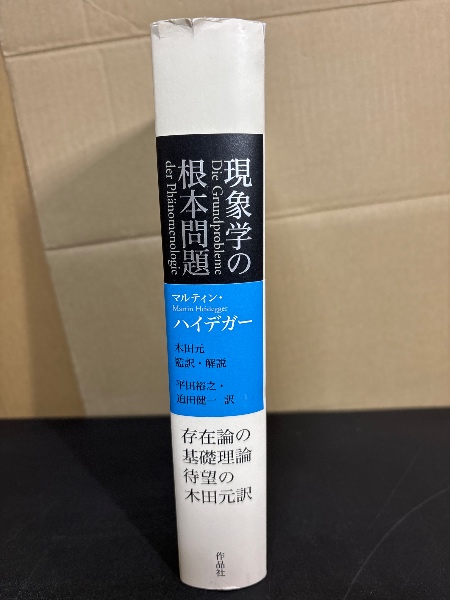 現象学の
Die Grundprobleme
根本問題
der Phänomenologie
マルティン・
Martin Heidegger
ハイデガー
木田元
監訳・解説
平田裕之・
迫田健一 訳
存在論の
基礎理論
待望の
木田元訳
作品社